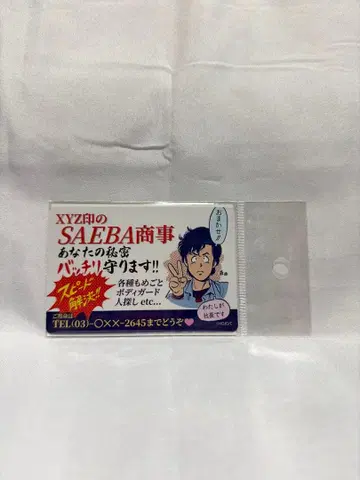 XYZ印の
SAEBA商事
おまかせ!!
あなたの秘密
バッチリ守ります!!
スピード
解決!!
各種もめごと
ボディガード
人探し etc...
わたしが
社長です
ご相談は
TEL(03)-○××-2645までどうぞ♥